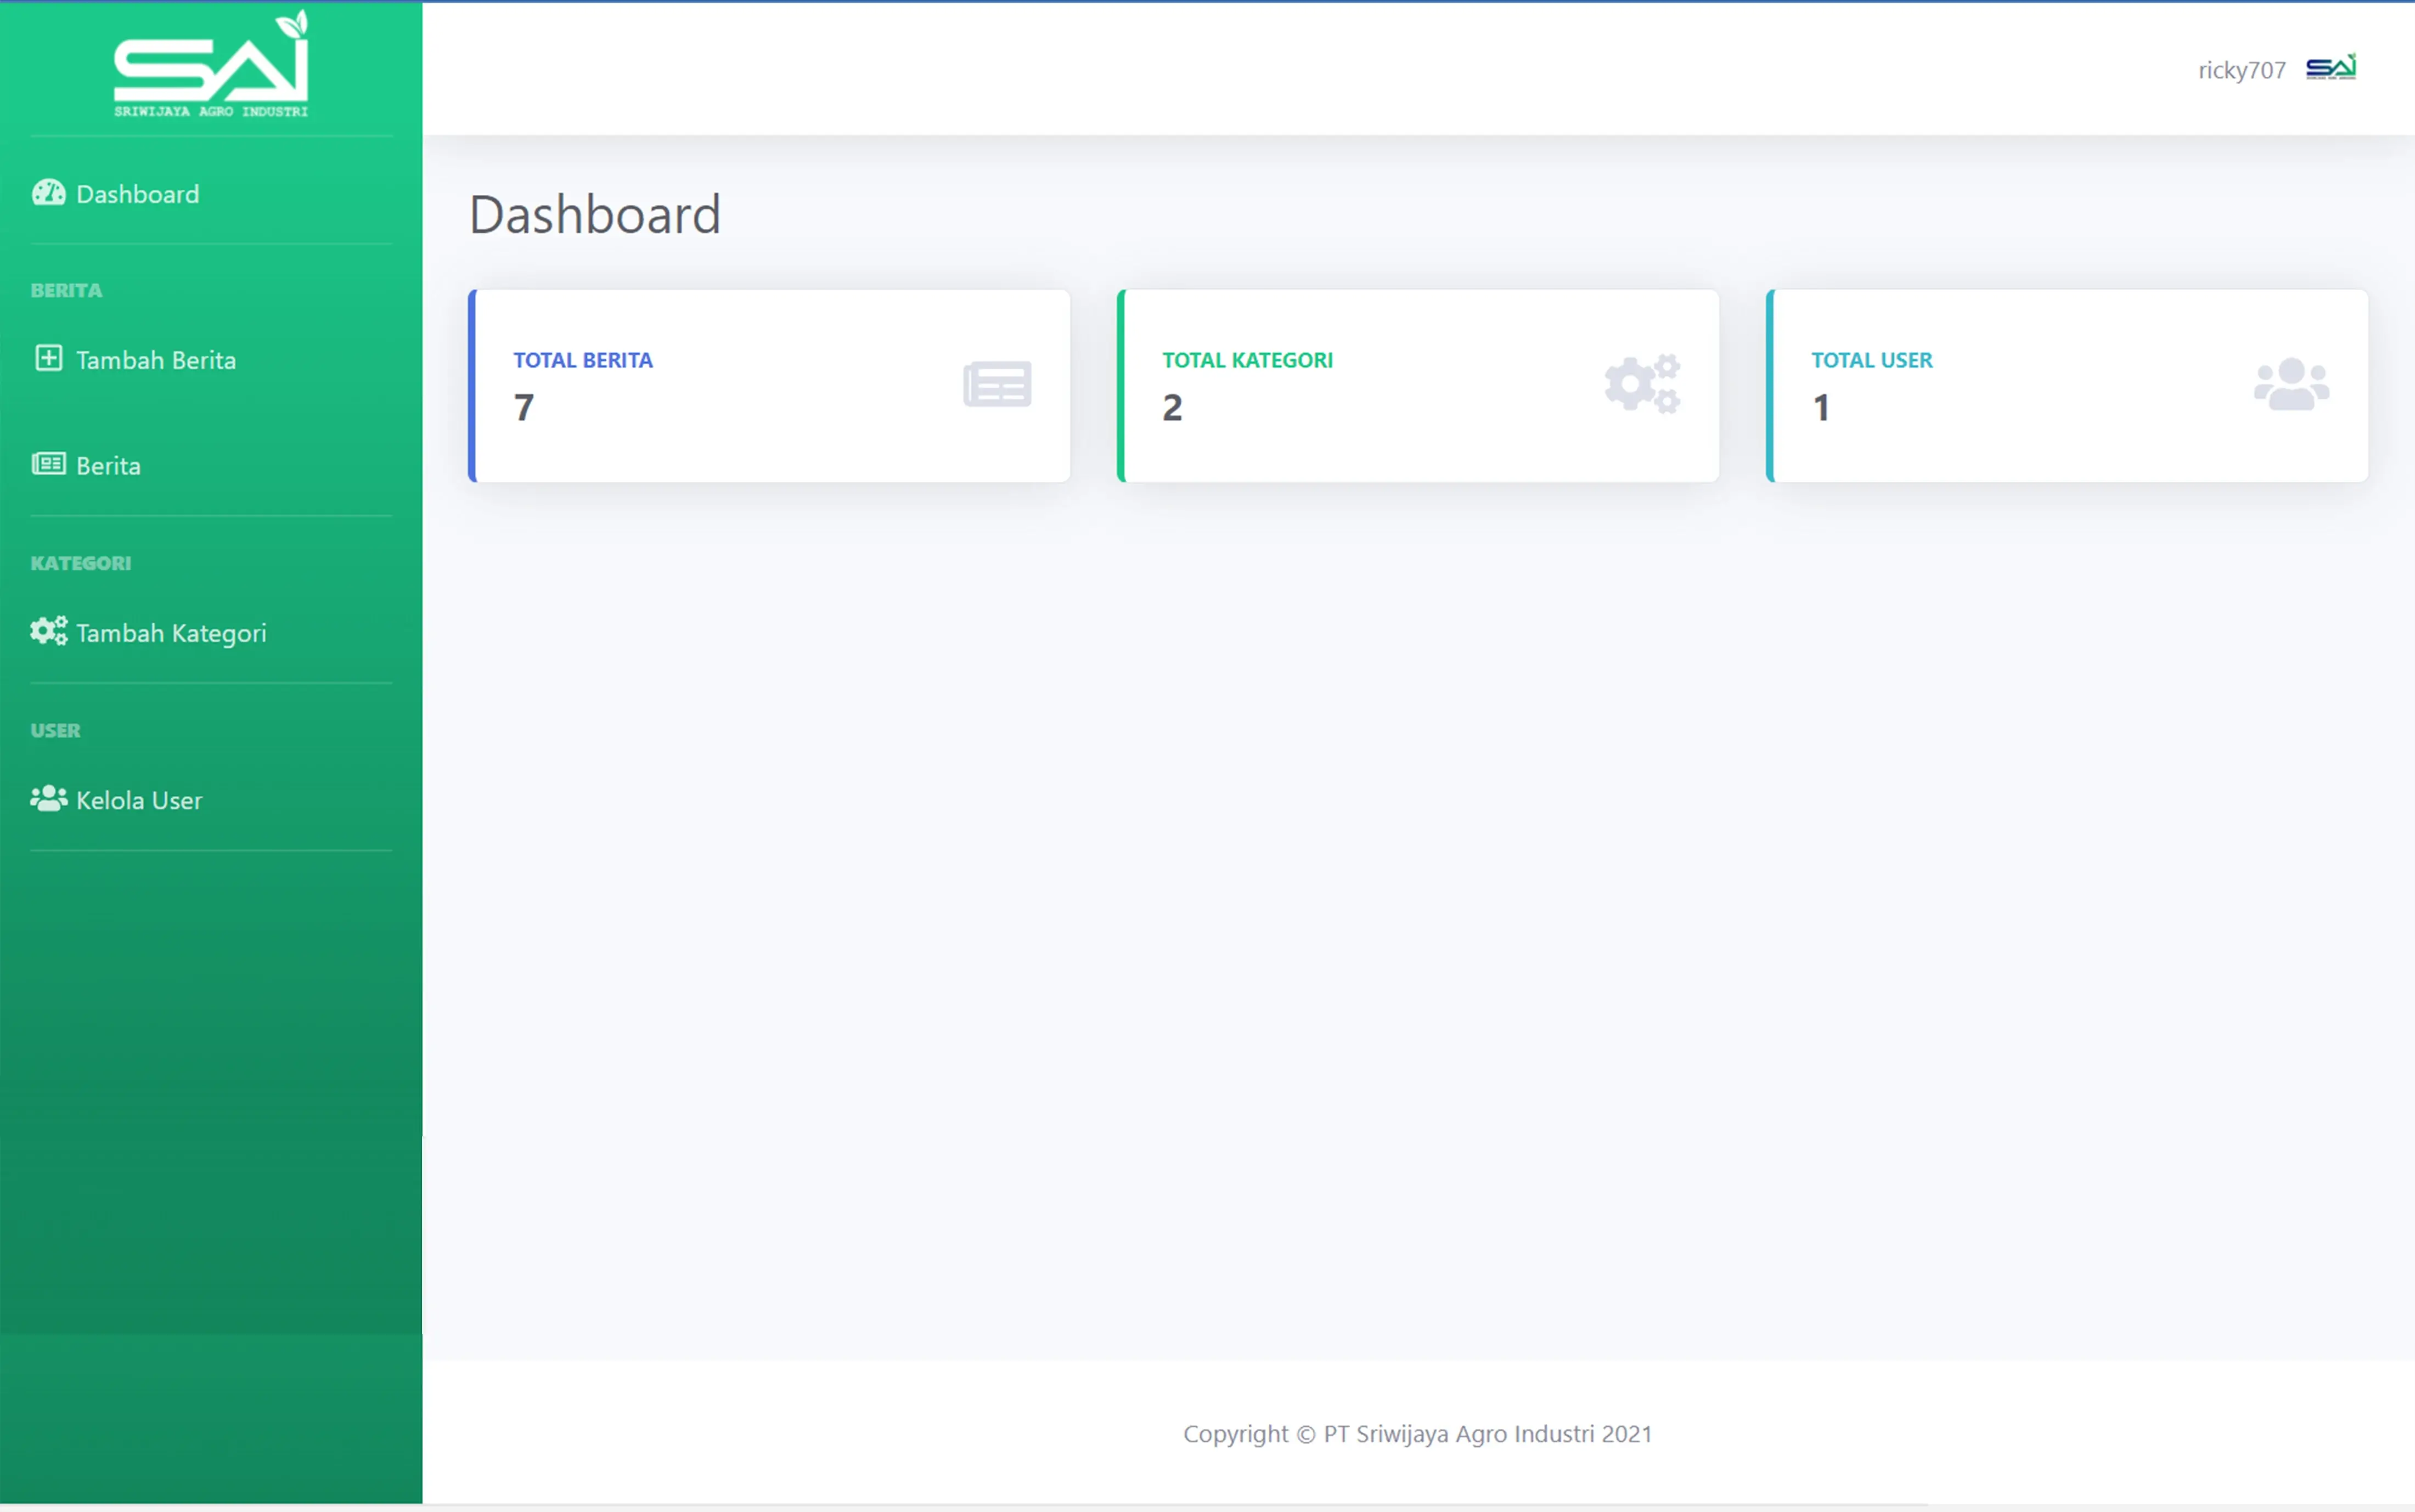 SAI
SRIWIJAYA AGRO INDUSTRI
ricky707
SAI
Dashboard
BERITA
Tambah Berita
Berita
KATEGORI
Tambah Kategori
USER
Kelola User
Dashboard
TOTAL BERITA
7
TOTAL KATEGORI
2
TOTAL USER
1
Copyright © PT Sriwijaya Agro Industri 2021